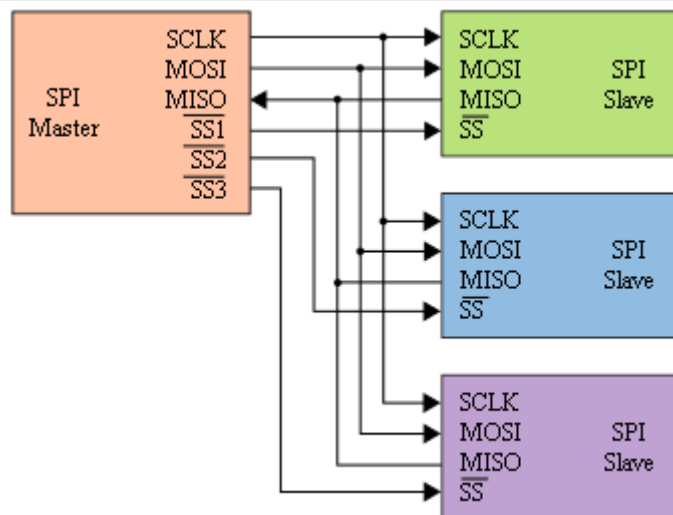 SPI
Master
SCLK
MOSI
MISO
SS1
SS2
SS3
SCLK
MOSI
MISO
SS
SPI
Slave
SCLK
MOSI
MISO
SS
SPI
Slave
SCLK
MOSI
MISO
SS
SPI
Slave